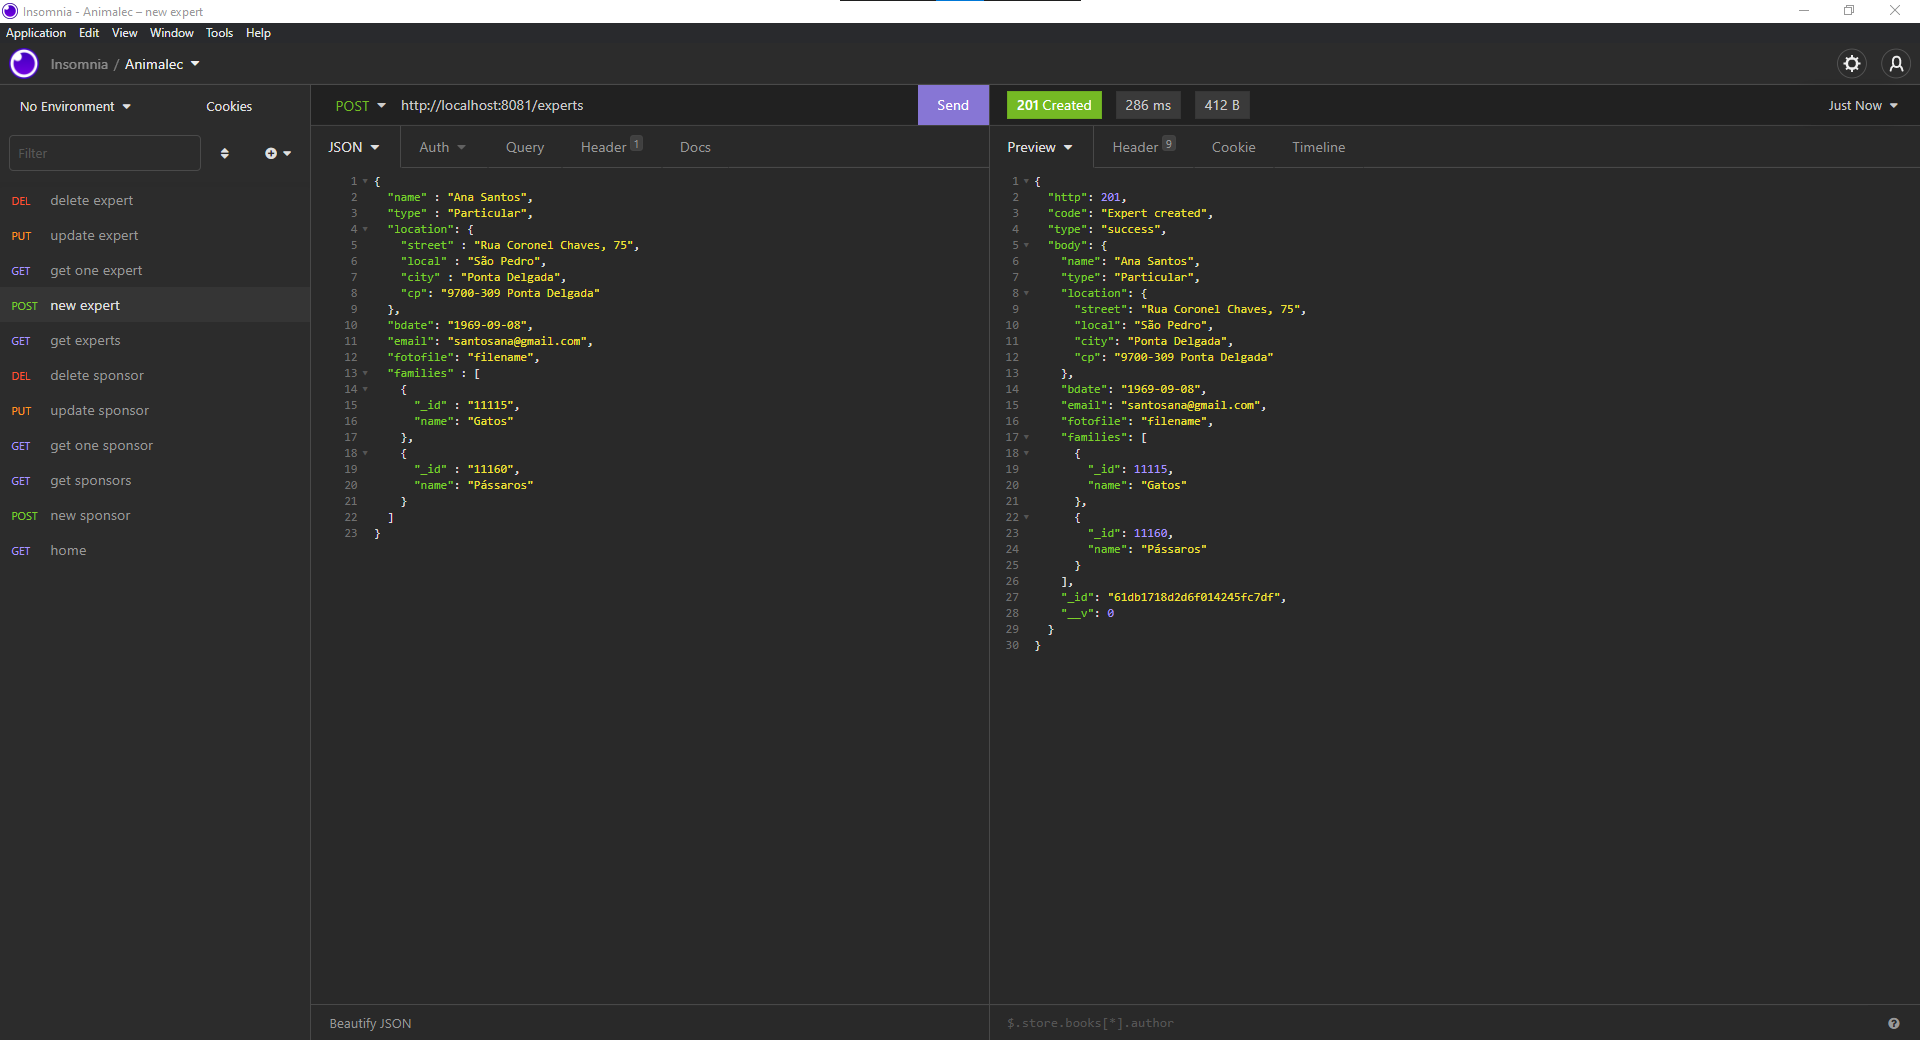 Insomnia - Animalec – new expert
Application Edit View Window Tools Help
Insomnia / Animalec
No Environment Cookies
Filter
DEL delete expert
PUT update expert
GET get one expert
POST new expert
GET get experts
DEL delete sponsor
PUT update sponsor
GET get one sponsor
GET get sponsors
POST new sponsor
GET home
POST http://localhost:8081/experts Send
JSON Auth Query Header 1 Docs
1 {
2 "name" : "Ana Santos",
3 "type" : "Particular",
4 "location": {
5 "street" : "Rua Coronel Chaves, 75",
6 "local" : "São Pedro",
7 "city" : "Ponta Delgada",
8 "cp": "9700-309 Ponta Delgada"
9 },
10 "bdate": "1969-09-08",
11 "email": "santosana@gmail.com",
12 "fotofile": "filename",
13 "families" : [
14 {
15 "_id" : "11115",
16 "name": "Gatos"
17 },
18 {
19 "_id" : "11160",
20 "name": "Pássaros"
21 }
22 ]
23 }
Beautify JSON
201 Created 286 ms 412 B Just Now
Preview Header 9 Cookie Timeline
1 {
2 "http": 201,
3 "code": "Expert created",
4 "type": "success",
5 "body": {
6 "name": "Ana Santos",
7 "type": "Particular",
8 "location": {
9 "street": "Rua Coronel Chaves, 75",
10 "local": "São Pedro",
11 "city": "Ponta Delgada",
12 "cp": "9700-309 Ponta Delgada"
13 },
14 "bdate": "1969-09-08",
15 "email": "santosana@gmail.com",
16 "fotofile": "filename",
17 "families": [
18 {
19 "_id": 11115,
20 "name": "Gatos"
21 },
22 {
23 "_id": 11160,
24 "name": "Pássaros"
25 }
26 ],
27 "_id": "61db1718d2d6f014245fc7df",
28 "__v": 0
29 }
30 }
$.store.books[*].author